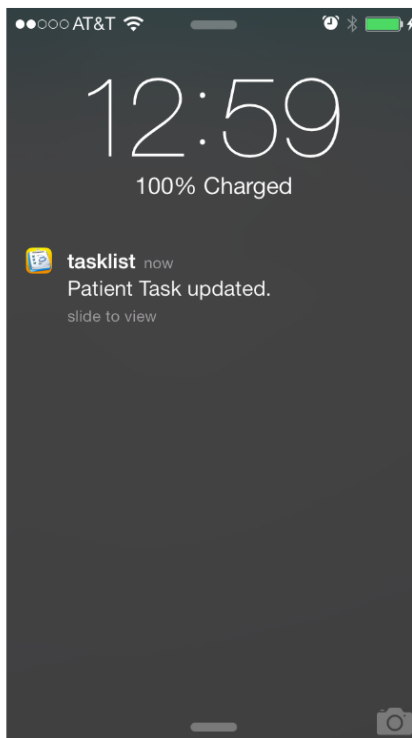 AT&T
12:59
100% Charged
tasklist now
Patient Task updated.
slide to view